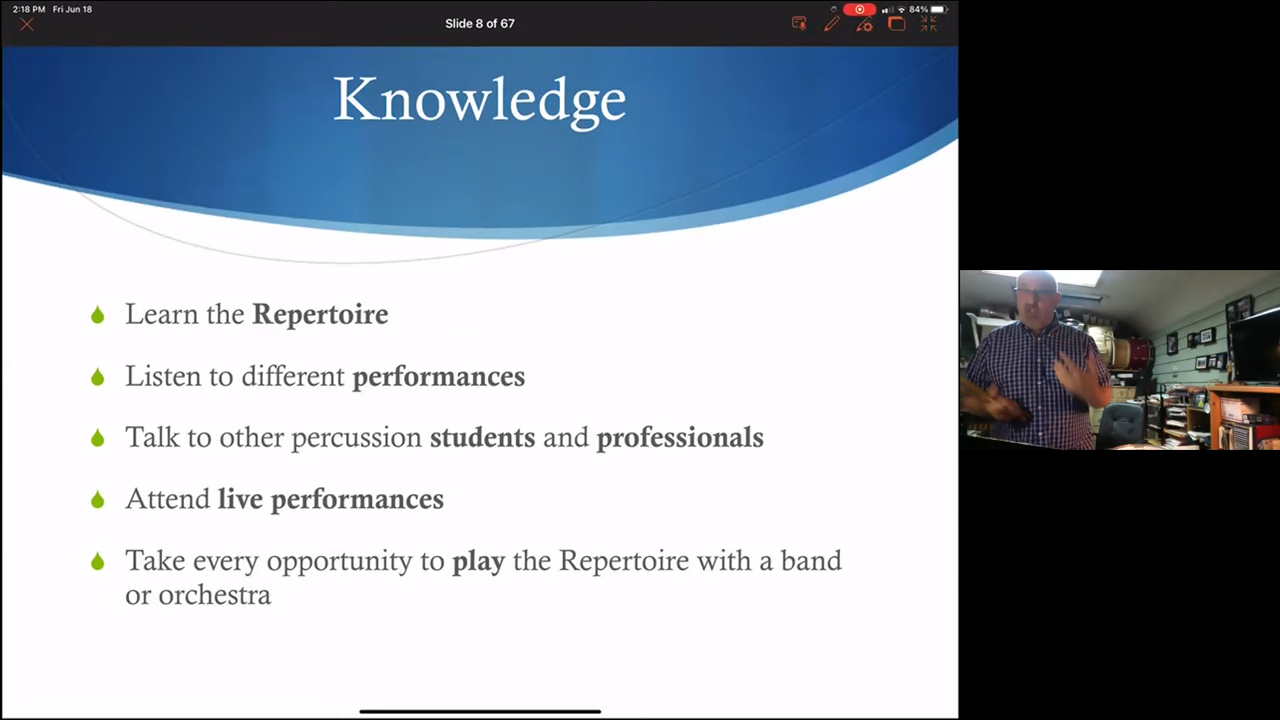 2:18 PM Fri Jun 18
84%
Slide 8 of 67
Knowledge
Learn the Repertoire
Listen to different performances
Talk to other percussion students and professionals
Attend live performances
Take every opportunity to play the Repertoire with a band
or orchestra